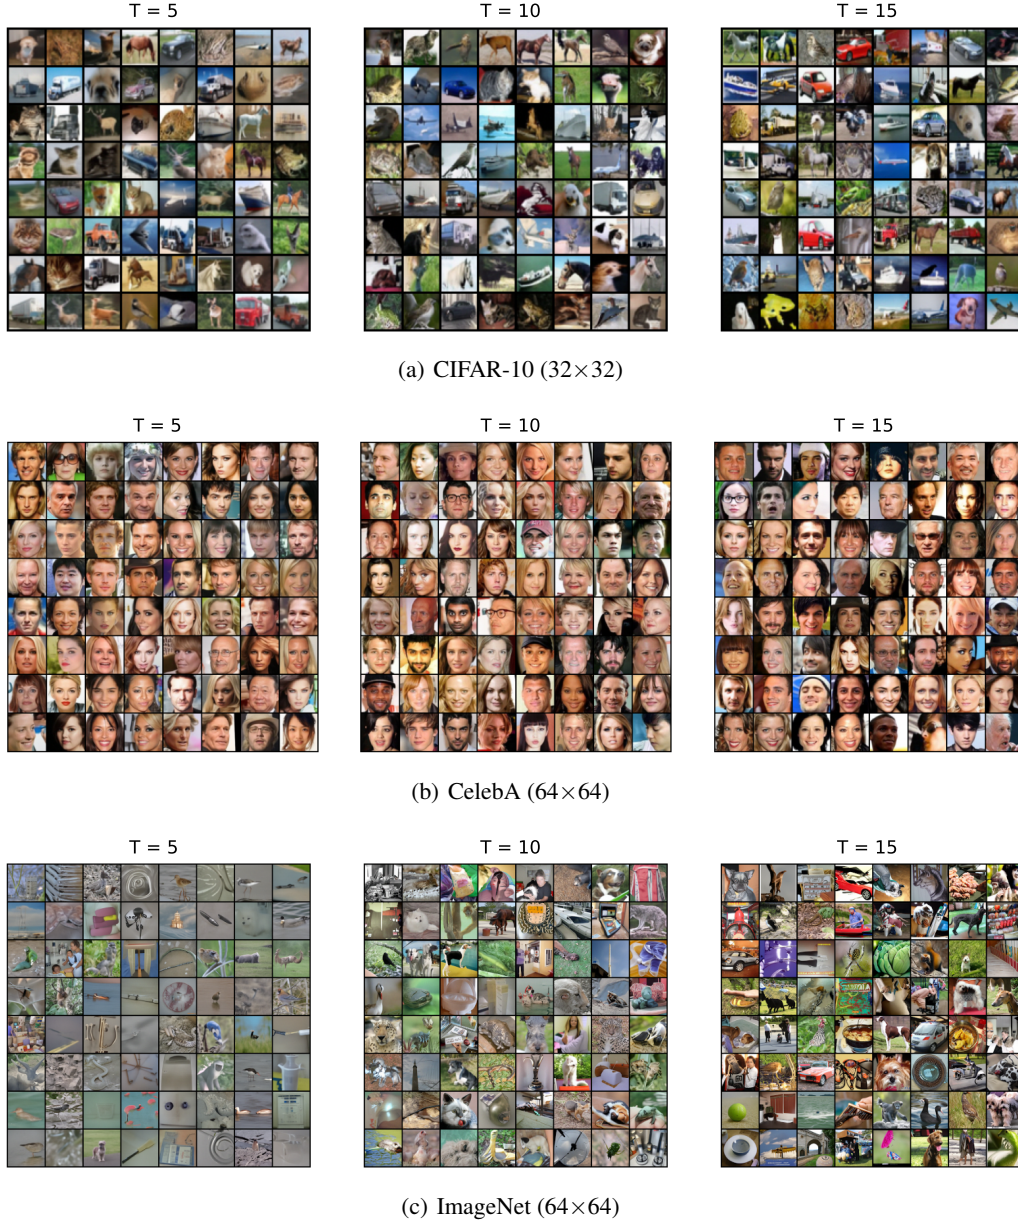 T = 5
T = 10
T = 15
(a) CIFAR-10 (32×32)
T = 5
T = 10
T = 15
(b) CelebA (64×64)
T = 5
T = 10
T = 15
(c) ImageNet (64×64)